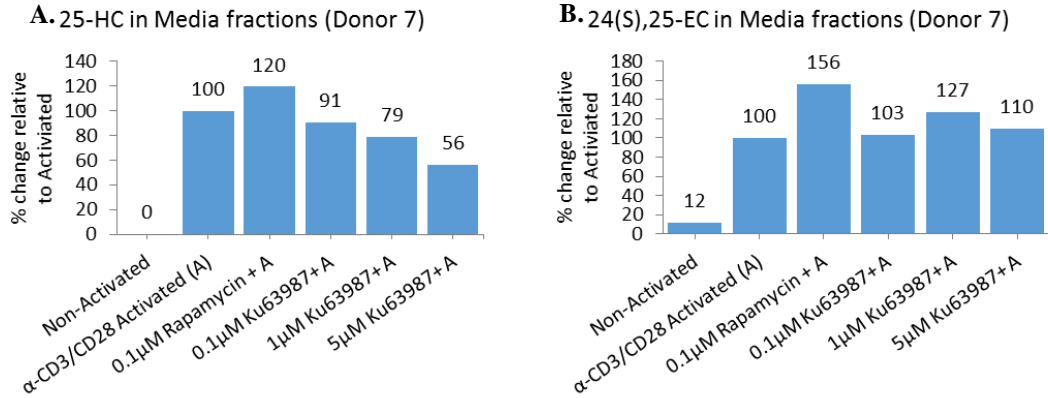 A. 25-HC in Media fractions (Donor 7)
% change relative
to Activiated
140
120
100
80
60
40
20
0
0
100
120
91
79
56
Non-Activated
α-CD3/CD28 Activated (A)
0.1μM Rapamycin + A
0.1μM Ku63987+ A
1μM Ku63987+ A
5μM Ku63987+ A
B. 24(S),25-EC in Media fractions (Donor 7)
% change relative
to Activiated
180
160
140
120
100
80
60
40
20
0
12
100
156
103
127
110
Non-Activated
α-CD3/CD28 Activated (A)
0.1μM Rapamycin + A
0.1μM Ku63987+ A
1μM Ku63987+ A
5μM Ku63987+ A